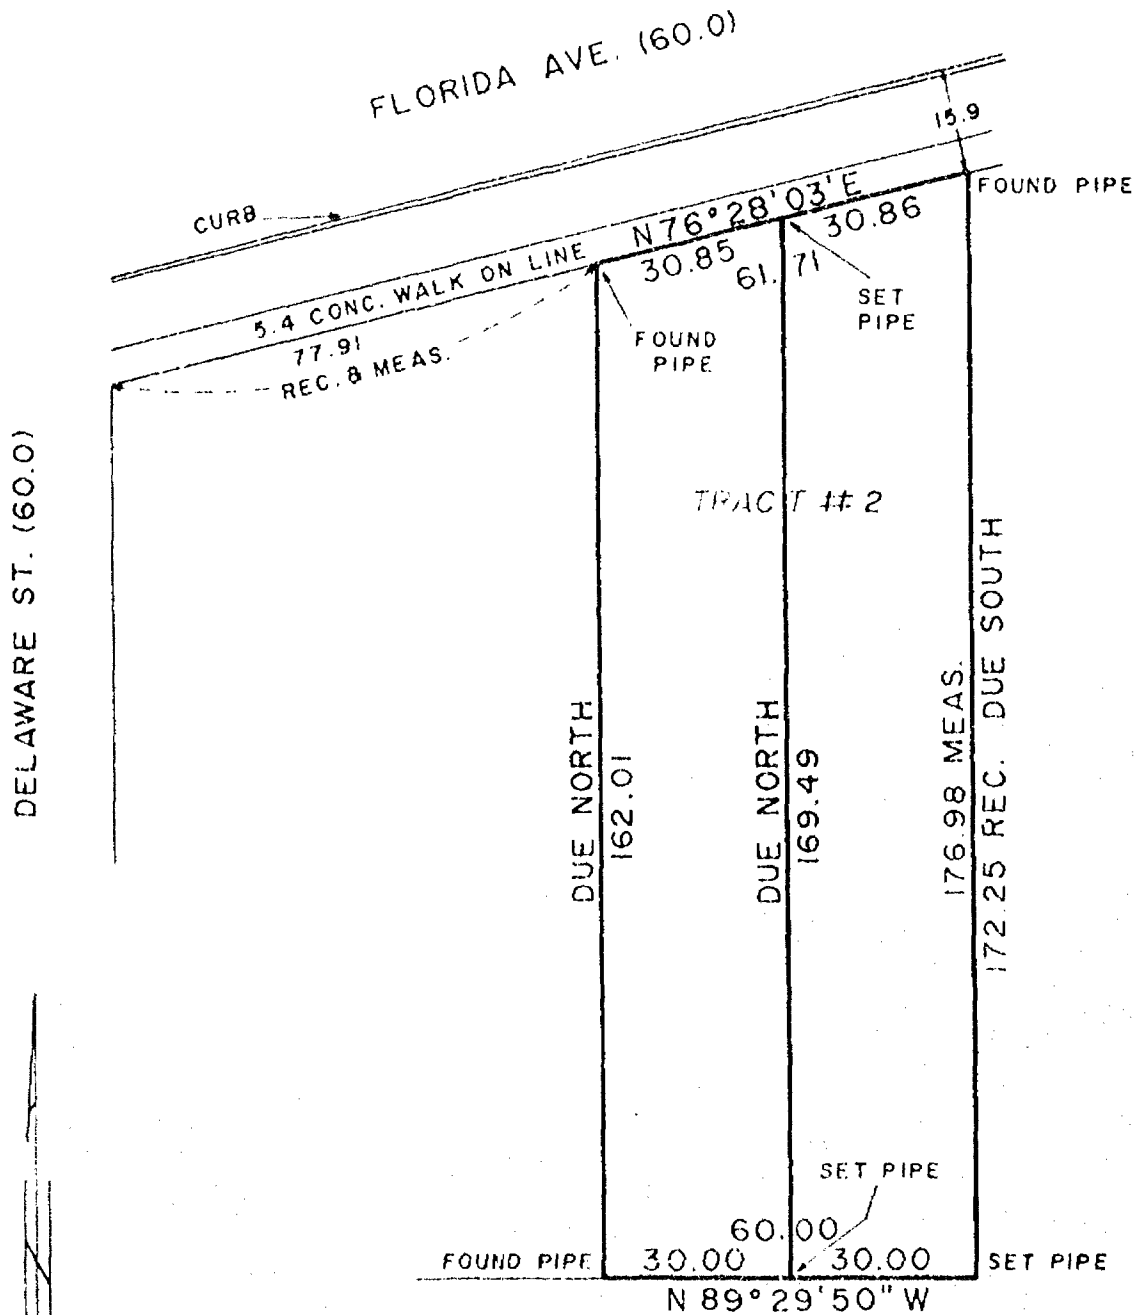 FLORIDA AVE. (60.0)
15.9
CURB
N 76° 28' 03' E
FOUND PIPE
30.85
30.86
61.71
5.4 CONC. WALK ON LINE
77.91
REC. & MEAS.
SET
PIPE
FOUND
PIPE
DELAWARE ST. (60.0)
TRACT # 2
DUE NORTH
162.01
DUE NORTH
169.49
176.98 MEAS.
172.25 REC. DUE SOUTH
SET PIPE
60.00
FOUND PIPE
30.00
30.00
SET PIPE
N 89° 29' 50" W